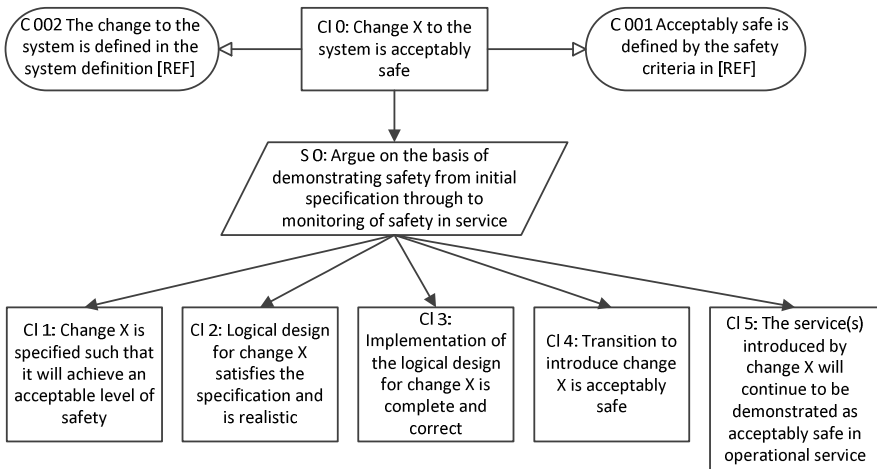 C 002 The change to the
system is defined in the
system definition [REF]
Cl 0: Change X to the
system is acceptably
safe
C 001 Acceptably safe is
defined by the safety
criteria in [REF]
S 0: Argue on the basis of
demonstrating safety from initial
specification through to
monitoring of safety in service
Cl 1: Change X is
specified such that
it will achieve an
acceptable level of
safety
Cl 2: Logical design
for change X
satisfies the
specification and
is realistic
Cl 3:
Implementation of
the logical design
for change X is
complete and
correct
Cl 4: Transition to
introduce change
X is acceptably
safe
Cl 5: The service(s)
introduced by
change X will
continue to be
demonstrated as
acceptably safe in
operational service